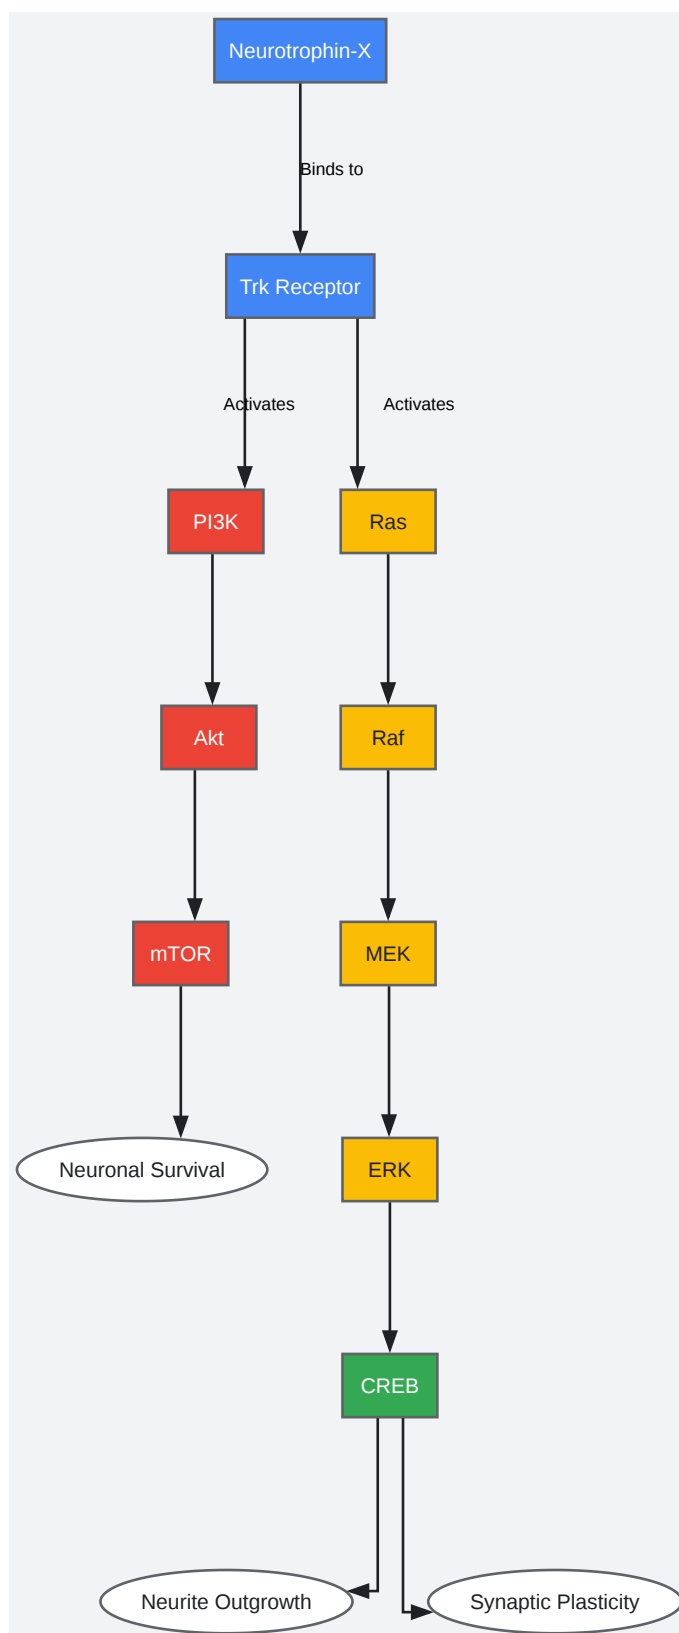 Neurotrophin-X
Binds to
Trk Receptor
Activates
Activates
PI3K
Ras
Akt
Raf
mTOR
MEK
Neuronal Survival
ERK
CREB
Neurite Outgrowth
Synaptic Plasticity